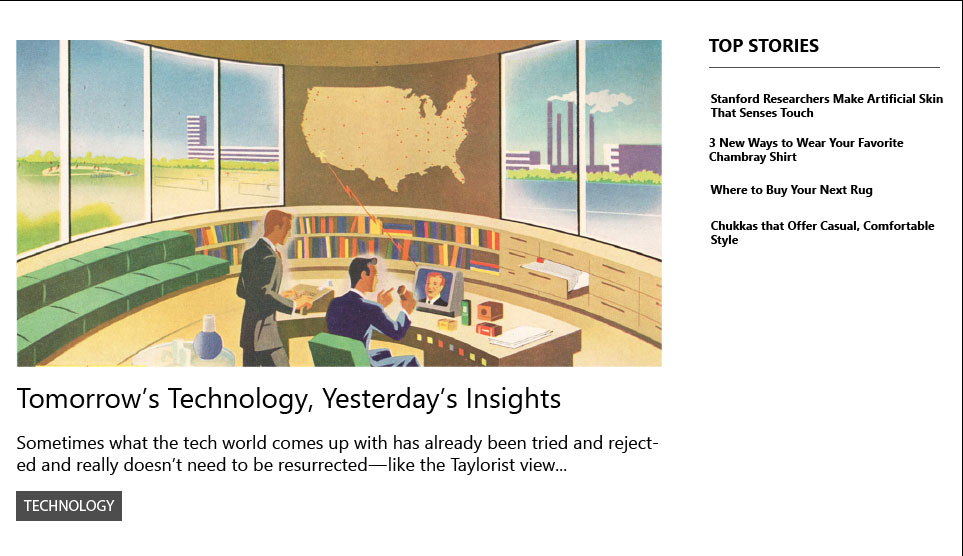 TOP STORIES
Stanford Researchers Make Artificial Skin
That Senses Touch
3 New Ways to Wear Your Favorite
Chambray Shirt
Where to Buy Your Next Rug
Chukkas that Offer Casual, Comfortable
Style
Tomorrow’s Technology, Yesterday’s Insights
Sometimes what the tech world comes up with has already been tried and reject-
ed and really doesn’t need to be resurrected—like the Taylorist view...
TECHNOLOGY